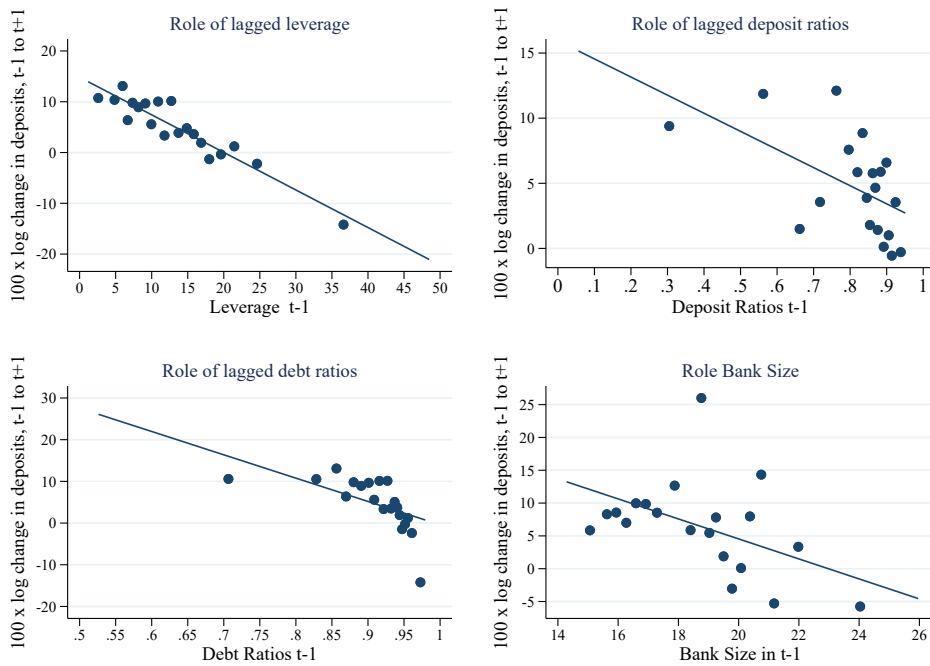 Role of lagged leverage
100 x log change in deposits, t-1 to t+1
20
10
0
-10
-20
0 5 10 15 20 25 30 35 40 45 50
Leverage t-1
Role of lagged deposit ratios
100 x log change in deposits, t-1 to t+1
15
10
5
0
0 .1 .2 .3 .4 .5 .6 .7 .8 .9 1
Deposit Ratios t-1
Role of lagged debt ratios
100 x log change in deposits, t-1 to t+1
30
20
10
0
-10
-20
.5 .55 .6 .65 .7 .75 .8 .85 .9 .95 1
Debt Ratios t-1
Role Bank Size
100 x log change in deposits, t-1 to t+1
25
20
15
10
5
0
-5
14 16 18 20 22 24 26
Bank Size in t-1